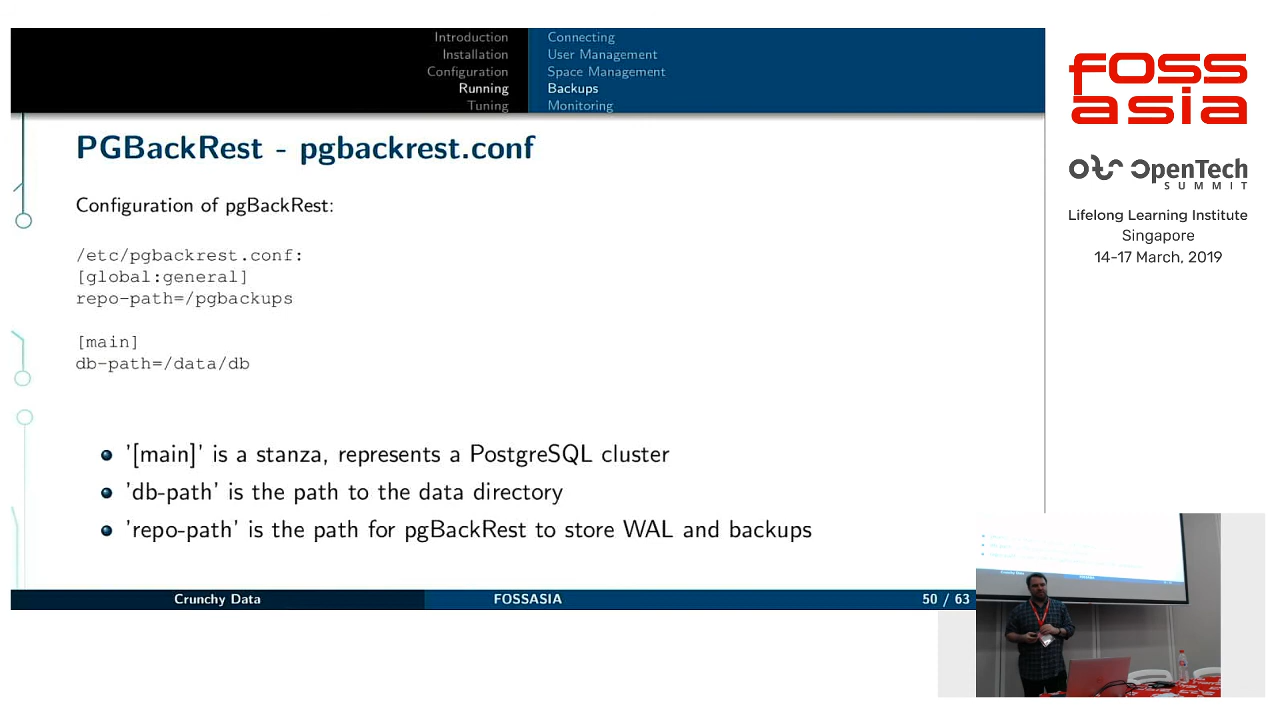 Introduction
Installation
Configuration
Running
Tuning
Connecting
User Management
Space Management
Backups
Monitoring
PGBackRest - pgbackrest.conf
Configuration of pgBackRest:
/etc/pgbackrest.conf:
[global:general]
repo-path=/pgbackups
[main]
db-path=/data/db
'[main]' is a stanza, represents a PostgreSQL cluster
'db-path' is the path to the data directory
'repo-path' is the path for pgBackRest to store WAL and backups
Crunchy Data
FOSSASIA
50 / 63
foss
asia
OpenTech
SUMMIT
Lifelong Learning Institute
Singapore
14-17 March, 2019